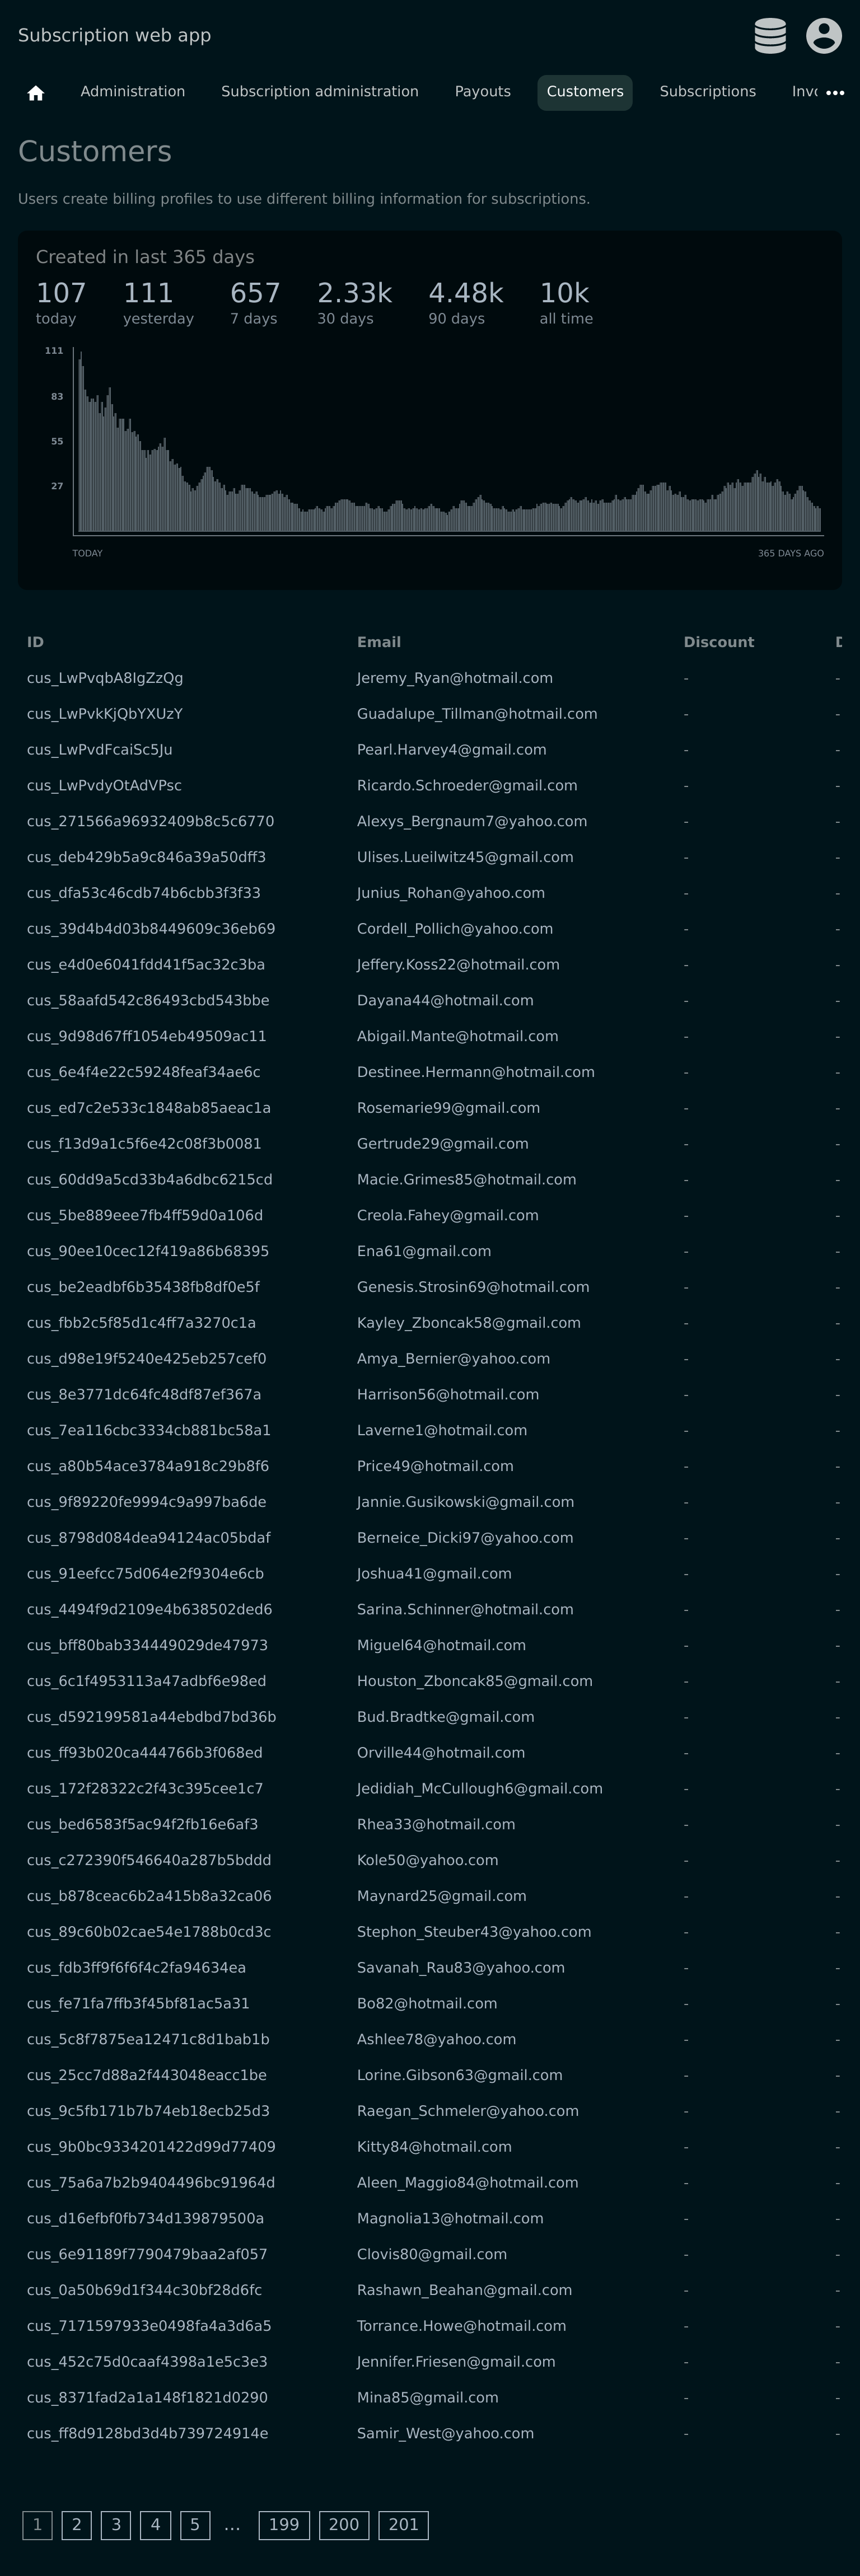 Subscription web app
Administration Subscription administration Payouts Customers Subscriptions
Customers
Users create billing profiles to use different billing information for subscriptions.
Created in last 365 days
107 111 657 2.33k 4.48k 10k
today yesterday 7 days 30 days 90 days all time
111
83
55
27
TODAY 365 DAYS AGO
ID Email Discount
cus_LwPvqbA8IgZzQg Jeremy_Ryan@hotmail.com - -
cus_LwPvkKjQbYXUzY Guadalupe_Tillman@hotmail.com - -
cus_LwPvdFcaiSc5Ju Pearl.Harvey4@gmail.com - -
cus_LwPvdyOtAdVPsc Ricardo.Schroeder@gmail.com - -
cus_271566a96932409b8c5c6770 Alexys_Bergnaum7@yahoo.com - -
cus_deb429b5a9c846a39a50dff3 Ulises.Lueilwitz45@gmail.com - -
cus_dfa53c46cdb74b6cbb3f3f33 Junius_Rohan@yahoo.com - -
cus_39d4b4d03b8449609c36eb69 Cordell_Pollich@yahoo.com - -
cus_e4d0e6041fdd41f5ac32c3ba Jeffery.Koss22@hotmail.com - -
cus_58aafd542c86493cbd543bbe Dayana44@hotmail.com - -
cus_9d98d67ff1054eb49509ac11 Abigail.Mante@hotmail.com - -
cus_6e4f4e22c59248feaf34ae6c Destinee.Hermann@hotmail.com - -
cus_ed7c2e533c1848ab85aeac1a Rosemarie99@gmail.com - -
cus_f13d9a1c5f6e42c08f3b0081 Gertrude29@gmail.com - -
cus_60dd9a5cd33b4a6dbc6215cd Macie.Grimes85@hotmail.com - -
cus_5be889eee7fb4ff59d0a106d Creola.Fahey@gmail.com - -
cus_90ee10cec12f419a86b68395 Ena61@gmail.com - -
cus_be2eadbf6b35438fb8df0e5f Genesis.Strosin69@hotmail.com - -
cus_fbb2c5f85d1c4ff7a3270c1a Kayley_Zboncak58@gmail.com - -
cus_d98e19f5240e425eb257cef0 Amya_Bernier@yahoo.com - -
cus_8e3771dc64fc48df87ef367a Harrison56@hotmail.com - -
cus_7ea116cbc3334cb881bc58a1 Laverne1@hotmail.com - -
cus_a80b54ace3784a918c29b8f6 Price49@hotmail.com - -
cus_9f89220fe9994c9a997ba6de Jannie.Gusikowski@gmail.com - -
cus_8798d084dea94124ac05bdaf Berneice_Dicki97@yahoo.com - -
cus_91eefcc75d064e2f9304e6cb Joshua41@gmail.com - -
cus_4494f9d2109e4b638502ded6 Sarina.Schinner@hotmail.com - -
cus_bff80bab334449029de47973 Miguel64@hotmail.com - -
cus_6c1f4953113a47adbf6e98ed Houston_Zboncak85@gmail.com - -
cus_d592199581a44ebdbd7bd36b Bud.Bradtke@gmail.com - -
cus_ff93b020ca444766b3f068ed Orville44@hotmail.com - -
cus_172f28322c2f43c395cee1c7 Jedidiah_McCullough6@gmail.com - -
cus_bed6583f5ac94f2fb16e6af3 Rhea33@hotmail.com - -
cus_c272390f546640a287b5bddd Kole50@yahoo.com - -
cus_b878ceac6b2a415b8a32ca06 Maynard25@gmail.com - -
cus_89c60b02cae54e1788b0cd3c Stephon_Steuber43@yahoo.com - -
cus_fdb3ff9f6f6f4c2fa94634ea Savanah_Rau83@yahoo.com - -
cus_fe71fa7ffb3f45bf81ac5a31 Bo82@hotmail.com - -
cus_5c8f7875ea12471c8d1bab1b Ashlee78@yahoo.com - -
cus_25cc7d88a2f443048eacc1be Lorine.Gibson63@gmail.com - -
cus_9c5fb171b7b74eb18ecb25d3 Raegan_Schmeler@yahoo.com - -
cus_9b0bc9334201422d99d77409 Kitty84@hotmail.com - -
cus_75a6a7b2b9404496bc91964d Aleen_Maggio84@hotmail.com - -
cus_d16efbf0fb734d139879500a Magnolia13@hotmail.com - -
cus_6e91189f7790479baa2af057 Clovis80@gmail.com - -
cus_0a50b69d1f344c30bf28d6fc Rashawn_Beahan@gmail.com - -
cus_7171597933e0498fa4a3d6a5 Torrance.Howe@hotmail.com - -
cus_452c75d0caaf4398a1e5c3e3 Jennifer.Friesen@gmail.com - -
cus_8371fad2a1a148f1821d0290 Mina85@gmail.com - -
cus_ff8d9128bd3d4b739724914e Samir_West@yahoo.com - -
1 2 3 4 5 ... 199 200 201